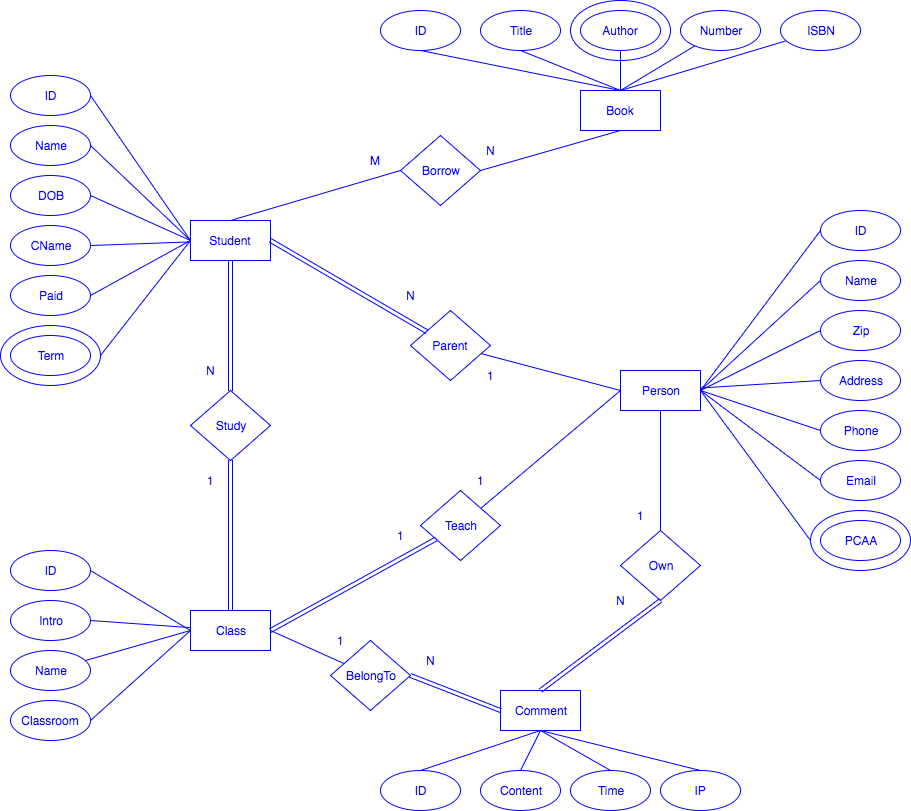 ID
Title
Author
Number
ISBN
Book
ID
Name
DOB
CName
Paid
Term
M
N
Borrow
Student
N
Parent
1
ID
Name
Zip
Address
Phone
Email
PCAA
Person
N
Study
1
1
Teach
1
1
Own
N
ID
Intro
Name
Classroom
Class
1
BelongTo
N
Comment
ID
Content
Time
IP